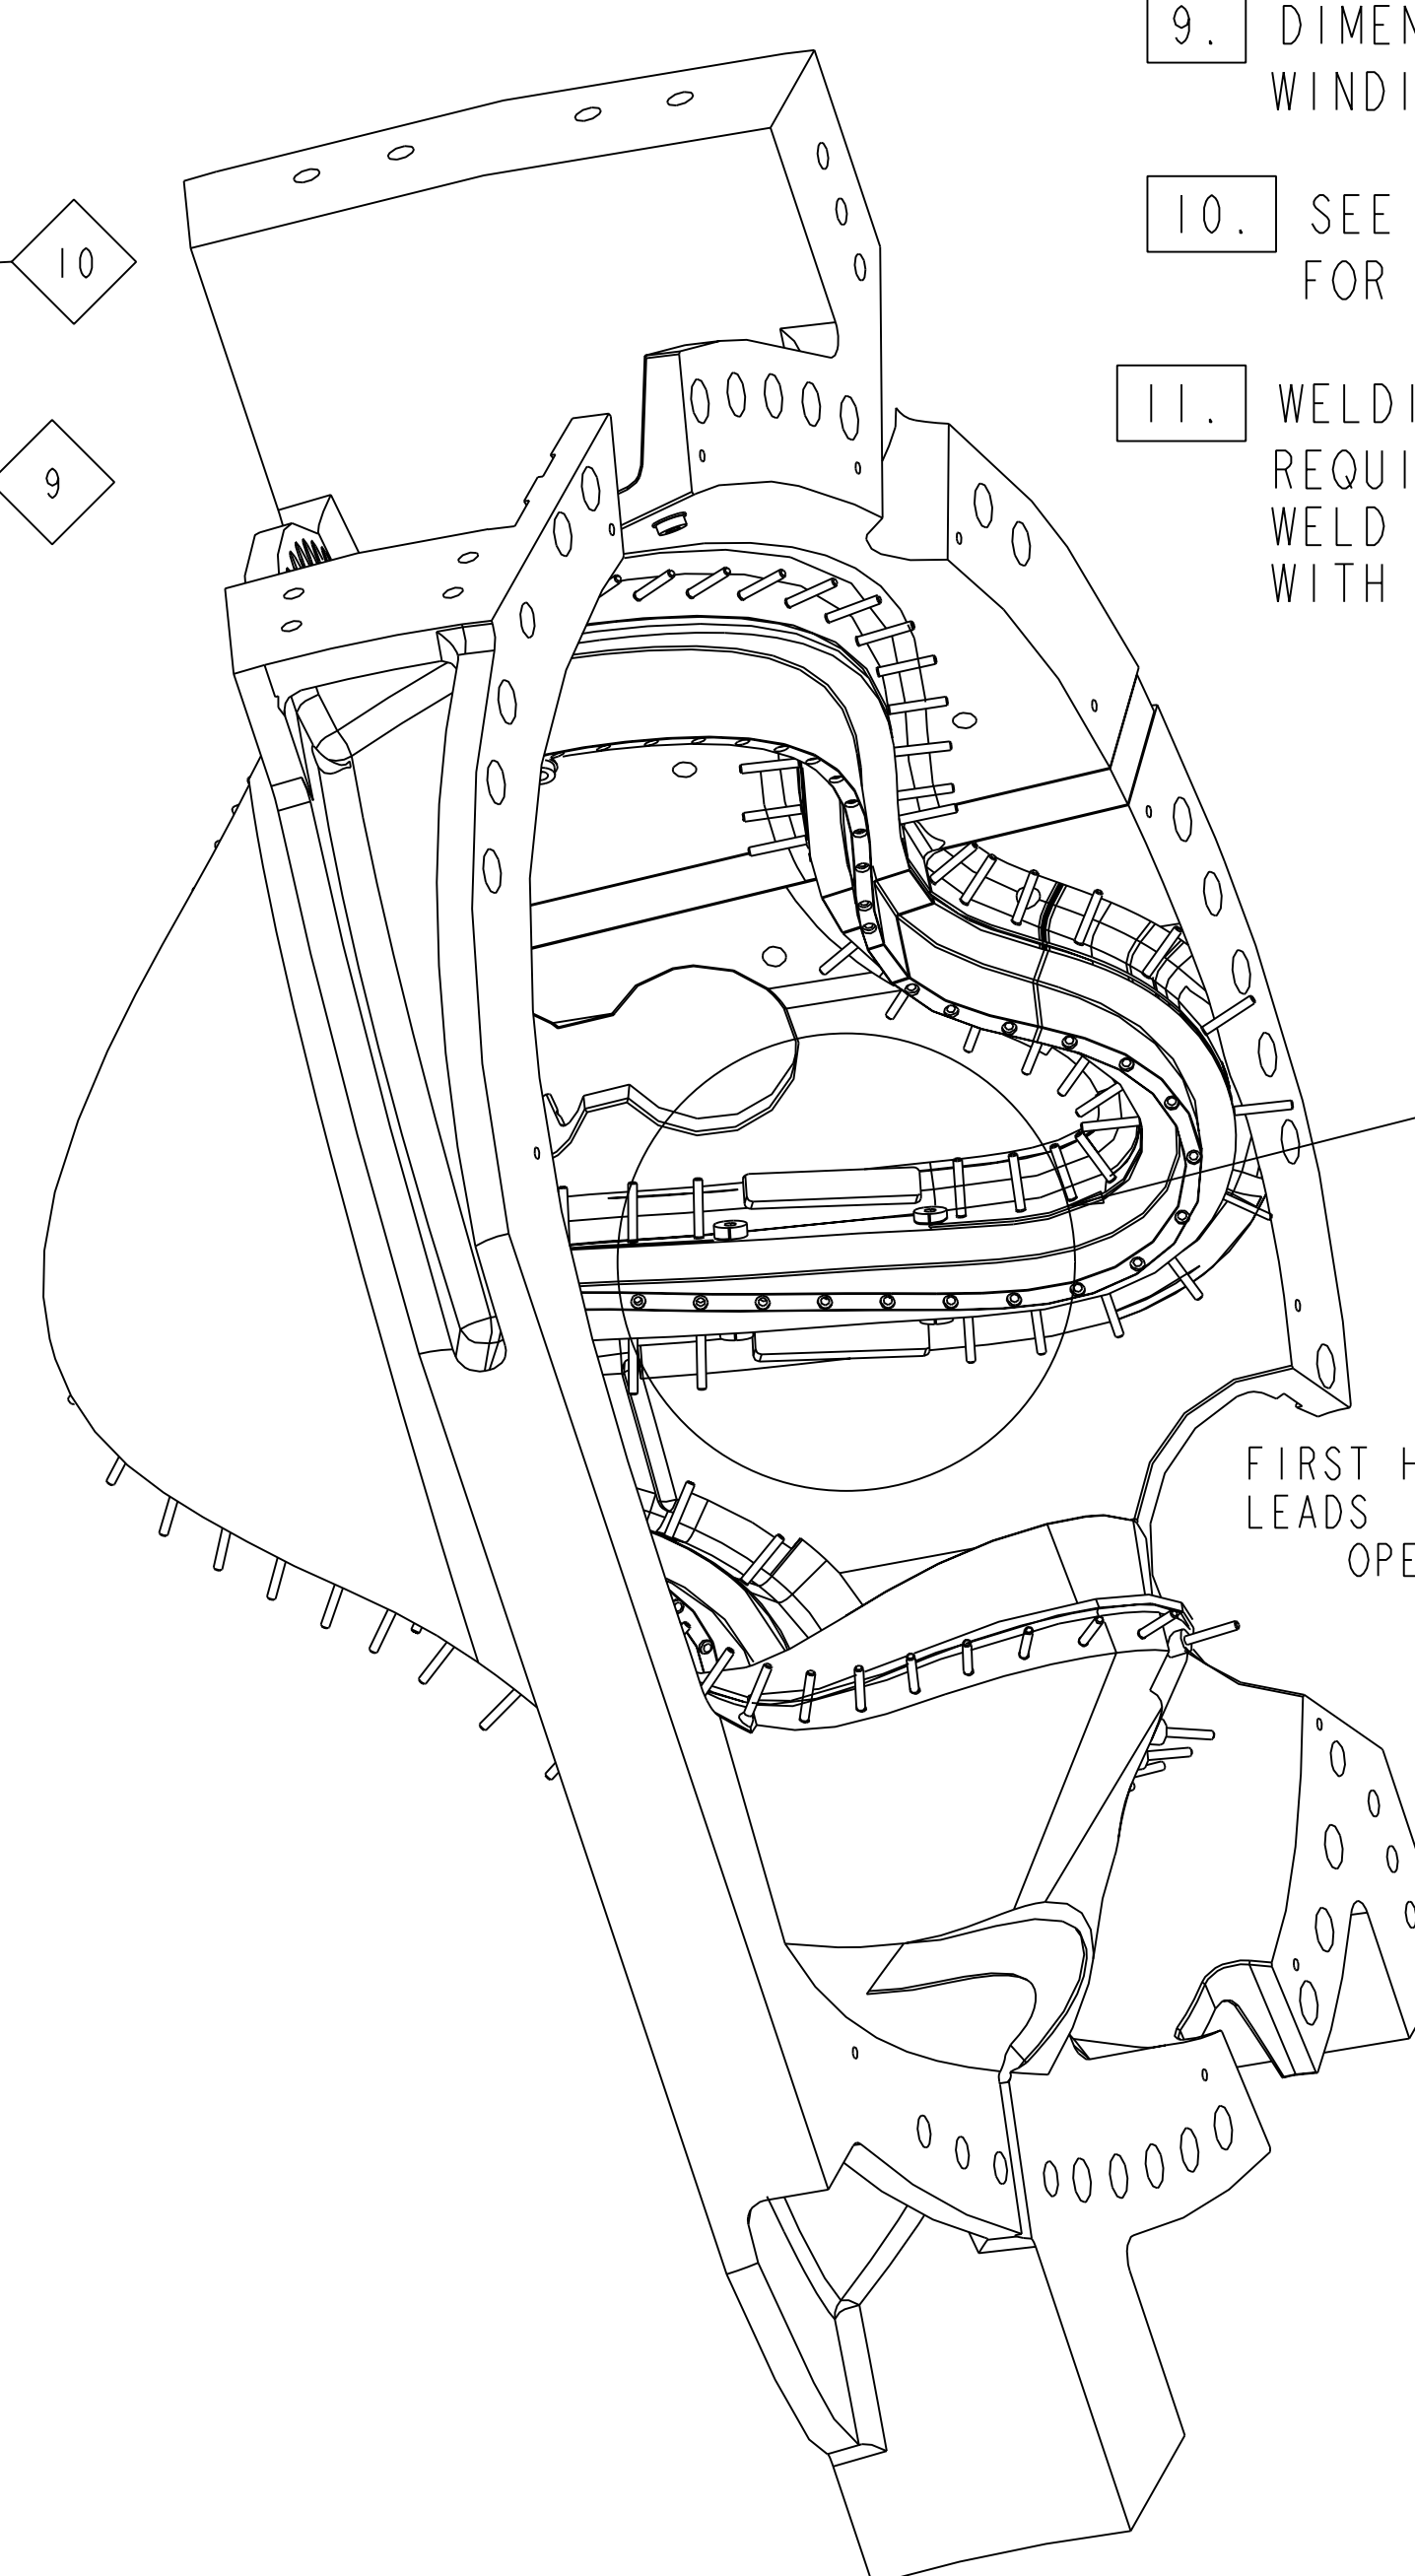 9. DIMEN
WINDI
10. SEE
FOR
11. WELDI
REQUI
WELD
WITH
10
9
FIRST H
LEADS
OPE